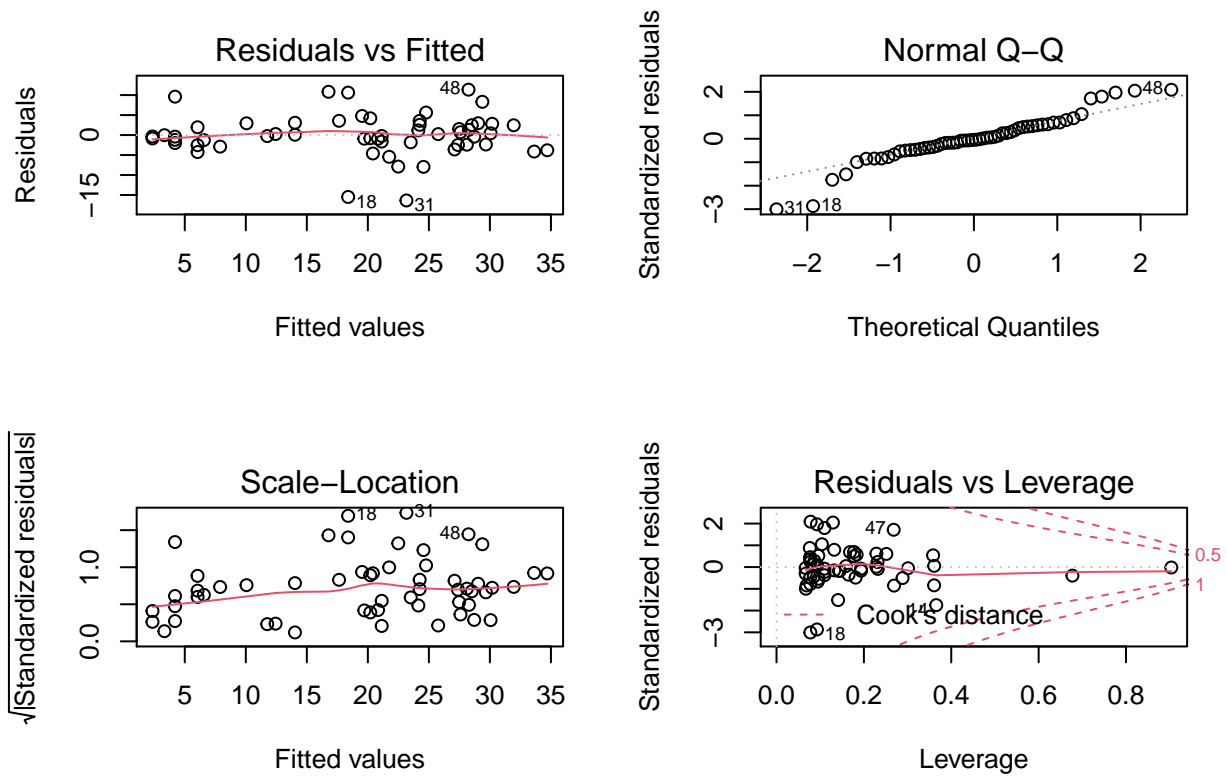 Residuals vs Fitted
Residuals
0
−15
48
18
31
5 10 15 20 25 30 35
Fitted values
Normal Q−Q
Standardized residuals
2
0
−3
48
31
18
−2 −1 0 1 2
Theoretical Quantiles
Scale−Location
√|Standardized residuals|
1.0
0.0
18
31
48
5 10 15 20 25 30 35
Fitted values
Residuals vs Leverage
Standardized residuals
2
0
−3
47
14
18
Cook's distance
0.5
1
0.0 0.2 0.4 0.6 0.8
Leverage